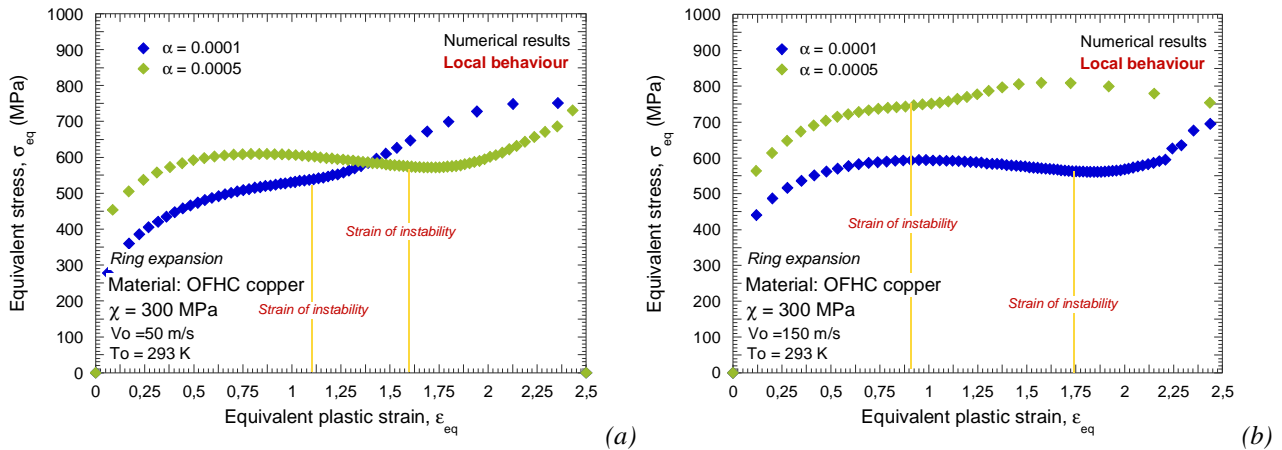 1000
900
800
700
600
500
400
300
200
100
0
Equivalent stress, σeq (MPa)
α = 0.0001
α = 0.0005
Numerical results
Local behaviour
Strain of instability
Ring expansion
Material: OFHC copper
χ = 300 MPa
Strain of instability
Vo =50 m/s
To = 293 K
0 0,25 0,5 0,75 1 1,25 1,5 1,75 2 2,25 2,5
Equivalent plastic strain, εeq
(a)
1000
900
800
700
600
500
400
300
200
100
0
Equivalent stress, σeq (MPa)
α = 0.0001
α = 0.0005
Numerical results
Local behaviour
Strain of instability
Ring expansion
Material: OFHC copper
χ = 300 MPa
Strain of instability
Vo =150 m/s
To = 293 K
0 0,25 0,5 0,75 1 1,25 1,5 1,75 2 2,25 2,5
Equivalent plastic strain, εeq
(b)